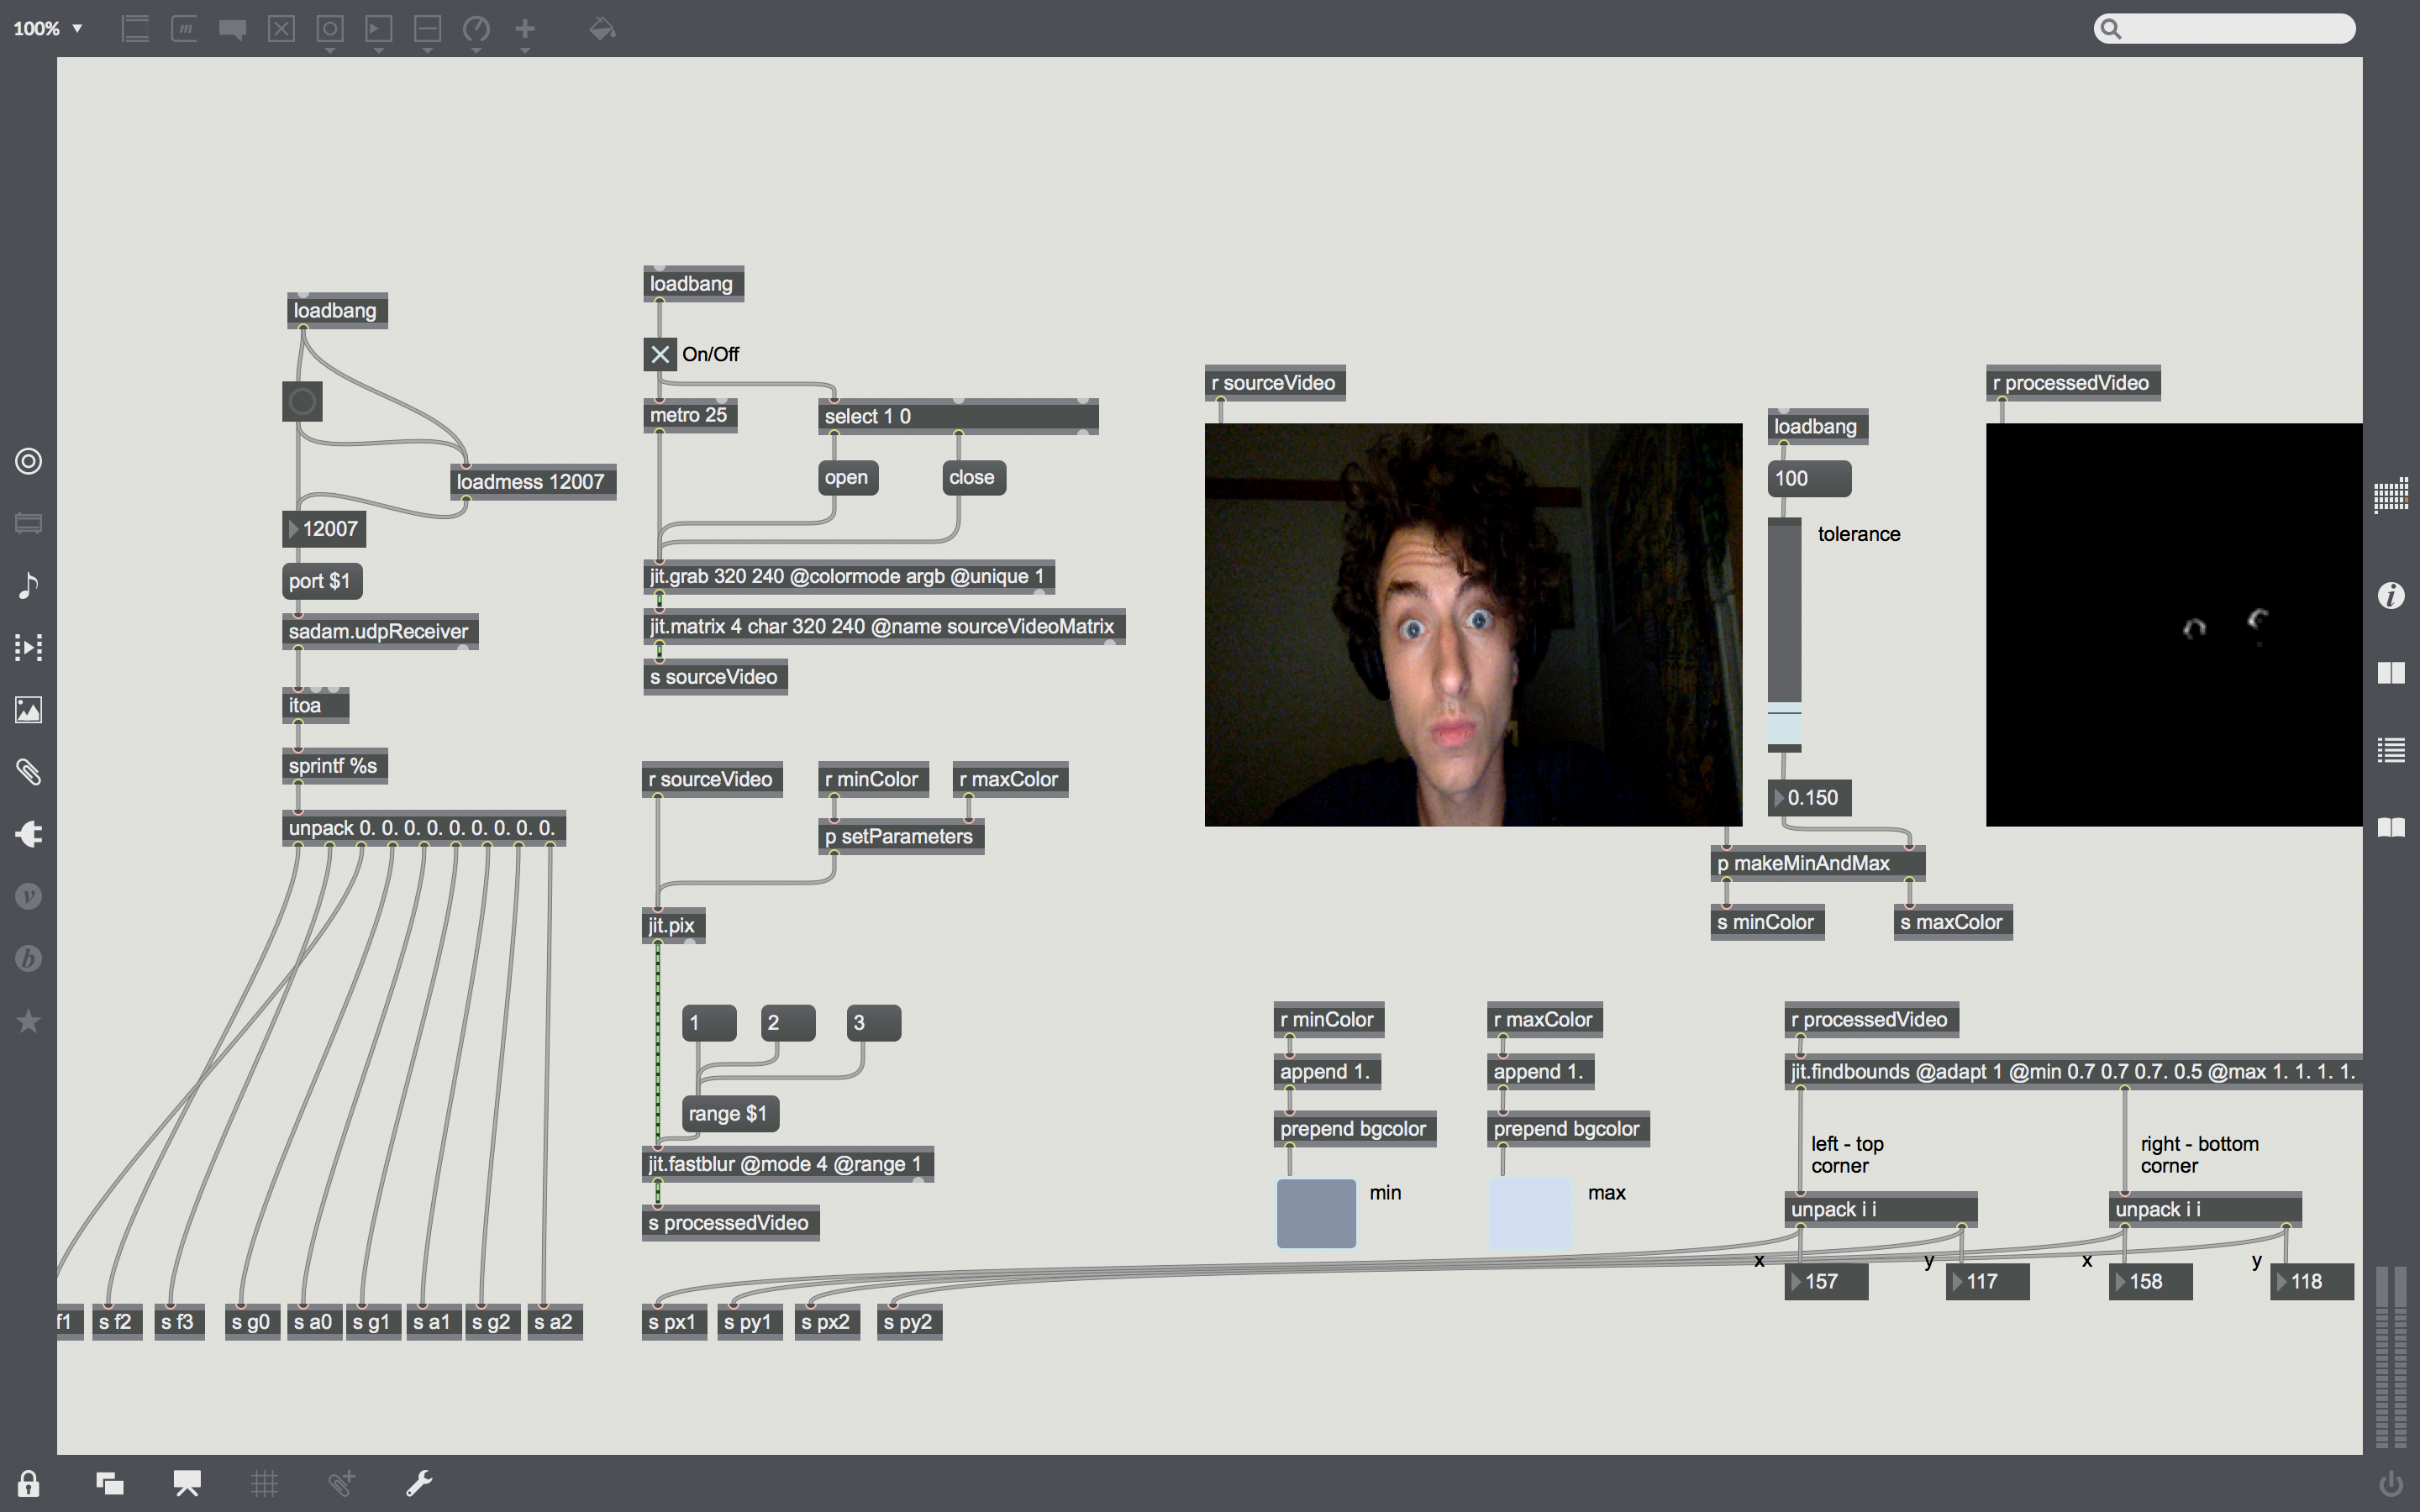 100%
m
loadbang
loadmess 12007
12007
port $1
sadam.udpReceiver
itoa
sprintf %s
unpack 0. 0. 0. 0. 0. 0. 0. 0. 0.
f1
s f2
s f3
s g0
s a0
s g1
s a1
s g2
s a2
loadbang
On/Off
metro 25
select 1 0
open
close
jit.grab 320 240 @colormode argb @unique 1
jit.matrix 4 char 320 240 @name sourceVideoMatrix
s sourceVideo
r sourceVideo
r minColor
r maxColor
p setParameters
jit.pix
1
2
3
range $1
jit.fastblur @mode 4 @range 1
s processedVideo
s px1
s py1
s px2
s py2
r sourceVideo
loadbang
100
tolerance
0.150
p makeMinAndMax
s minColor
s maxColor
r processedVideo
r minColor
append 1.
prepend bgcolor
min
r maxColor
append 1.
prepend bgcolor
max
r processedVideo
jit.findbounds @adapt 1 @min 0.7 0.7 0.7. 0.5 @max 1. 1. 1. 1.
left - top
corner
right - bottom
corner
unpack i i
unpack i i
x
157
y
117
x
158
y
118
i
v
b